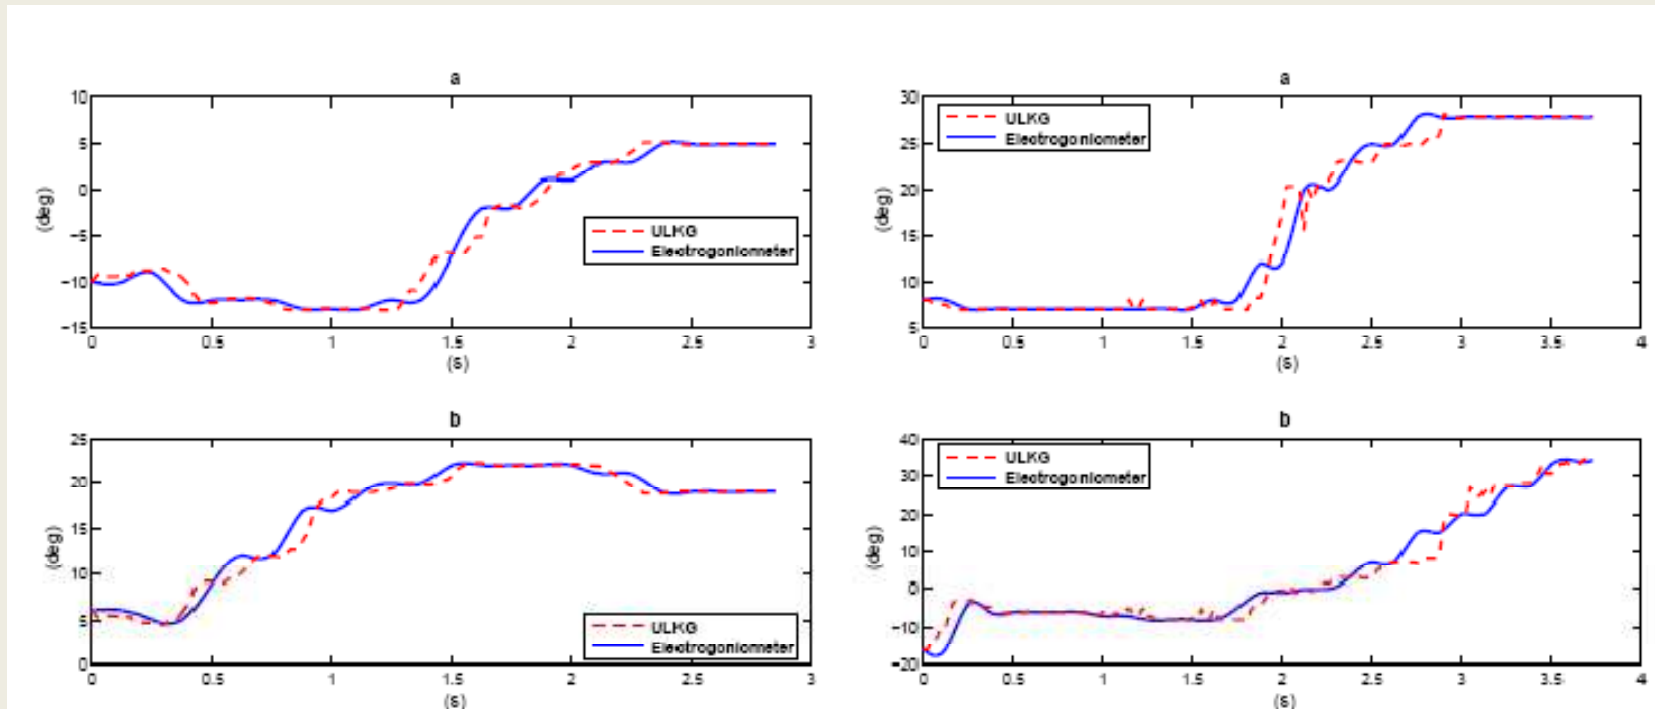 a
10
5
0
−5
−10
−15
(deg)
0 0.5 1 1.5 2 2.5 3
(s)
ULKG
Electrogoniometer
a
30
25
20
15
10
5
(deg)
0 0.5 1 1.5 2 2.5 3 3.5 4
(s)
ULKG
Electrogoniometer
b
25
20
15
10
5
0
(deg)
0 0.5 1 1.5 2 2.5 3
(s)
ULKG
Electrogoniometer
b
40
30
20
10
0
−10
−20
(deg)
0 0.5 1 1.5 2 2.5 3 3.5 4
(s)
ULKG
Electrogoniometer